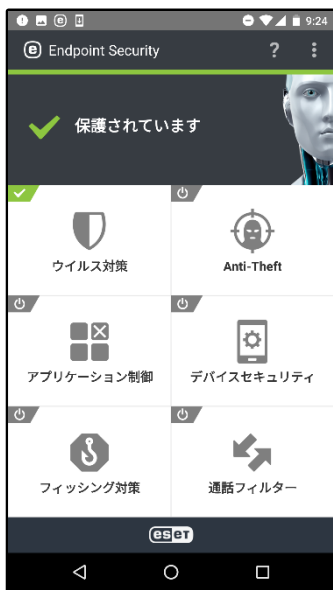 9:24
e Endpoint Security ?
保護されています
ウイルス対策
Anti-Theft
アプリケーション制御
デバイスセキュリティ
フィッシング対策
通話フィルター
eseT